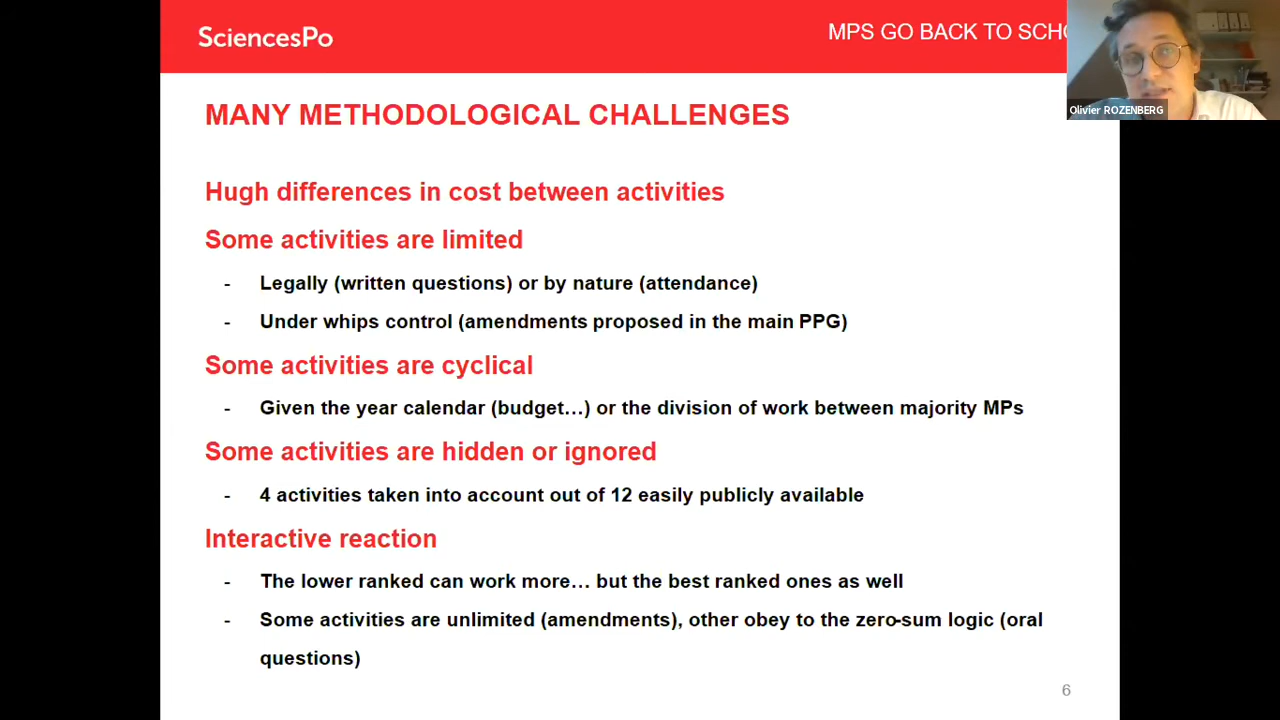 SciencesPo
MPS GO BACK TO SCHO
Olivier ROZENBERG
MANY METHODOLOGICAL CHALLENGES
Hugh differences in cost between activities
Some activities are limited
- Legally (written questions) or by nature (attendance)
- Under whips control (amendments proposed in the main PPG)
Some activities are cyclical
- Given the year calendar (budget…) or the division of work between majority MPs
Some activities are hidden or ignored
- 4 activities taken into account out of 12 easily publicly available
Interactive reaction
- The lower ranked can work more… but the best ranked ones as well
- Some activities are unlimited (amendments), other obey to the zero-sum logic (oral
questions)
6